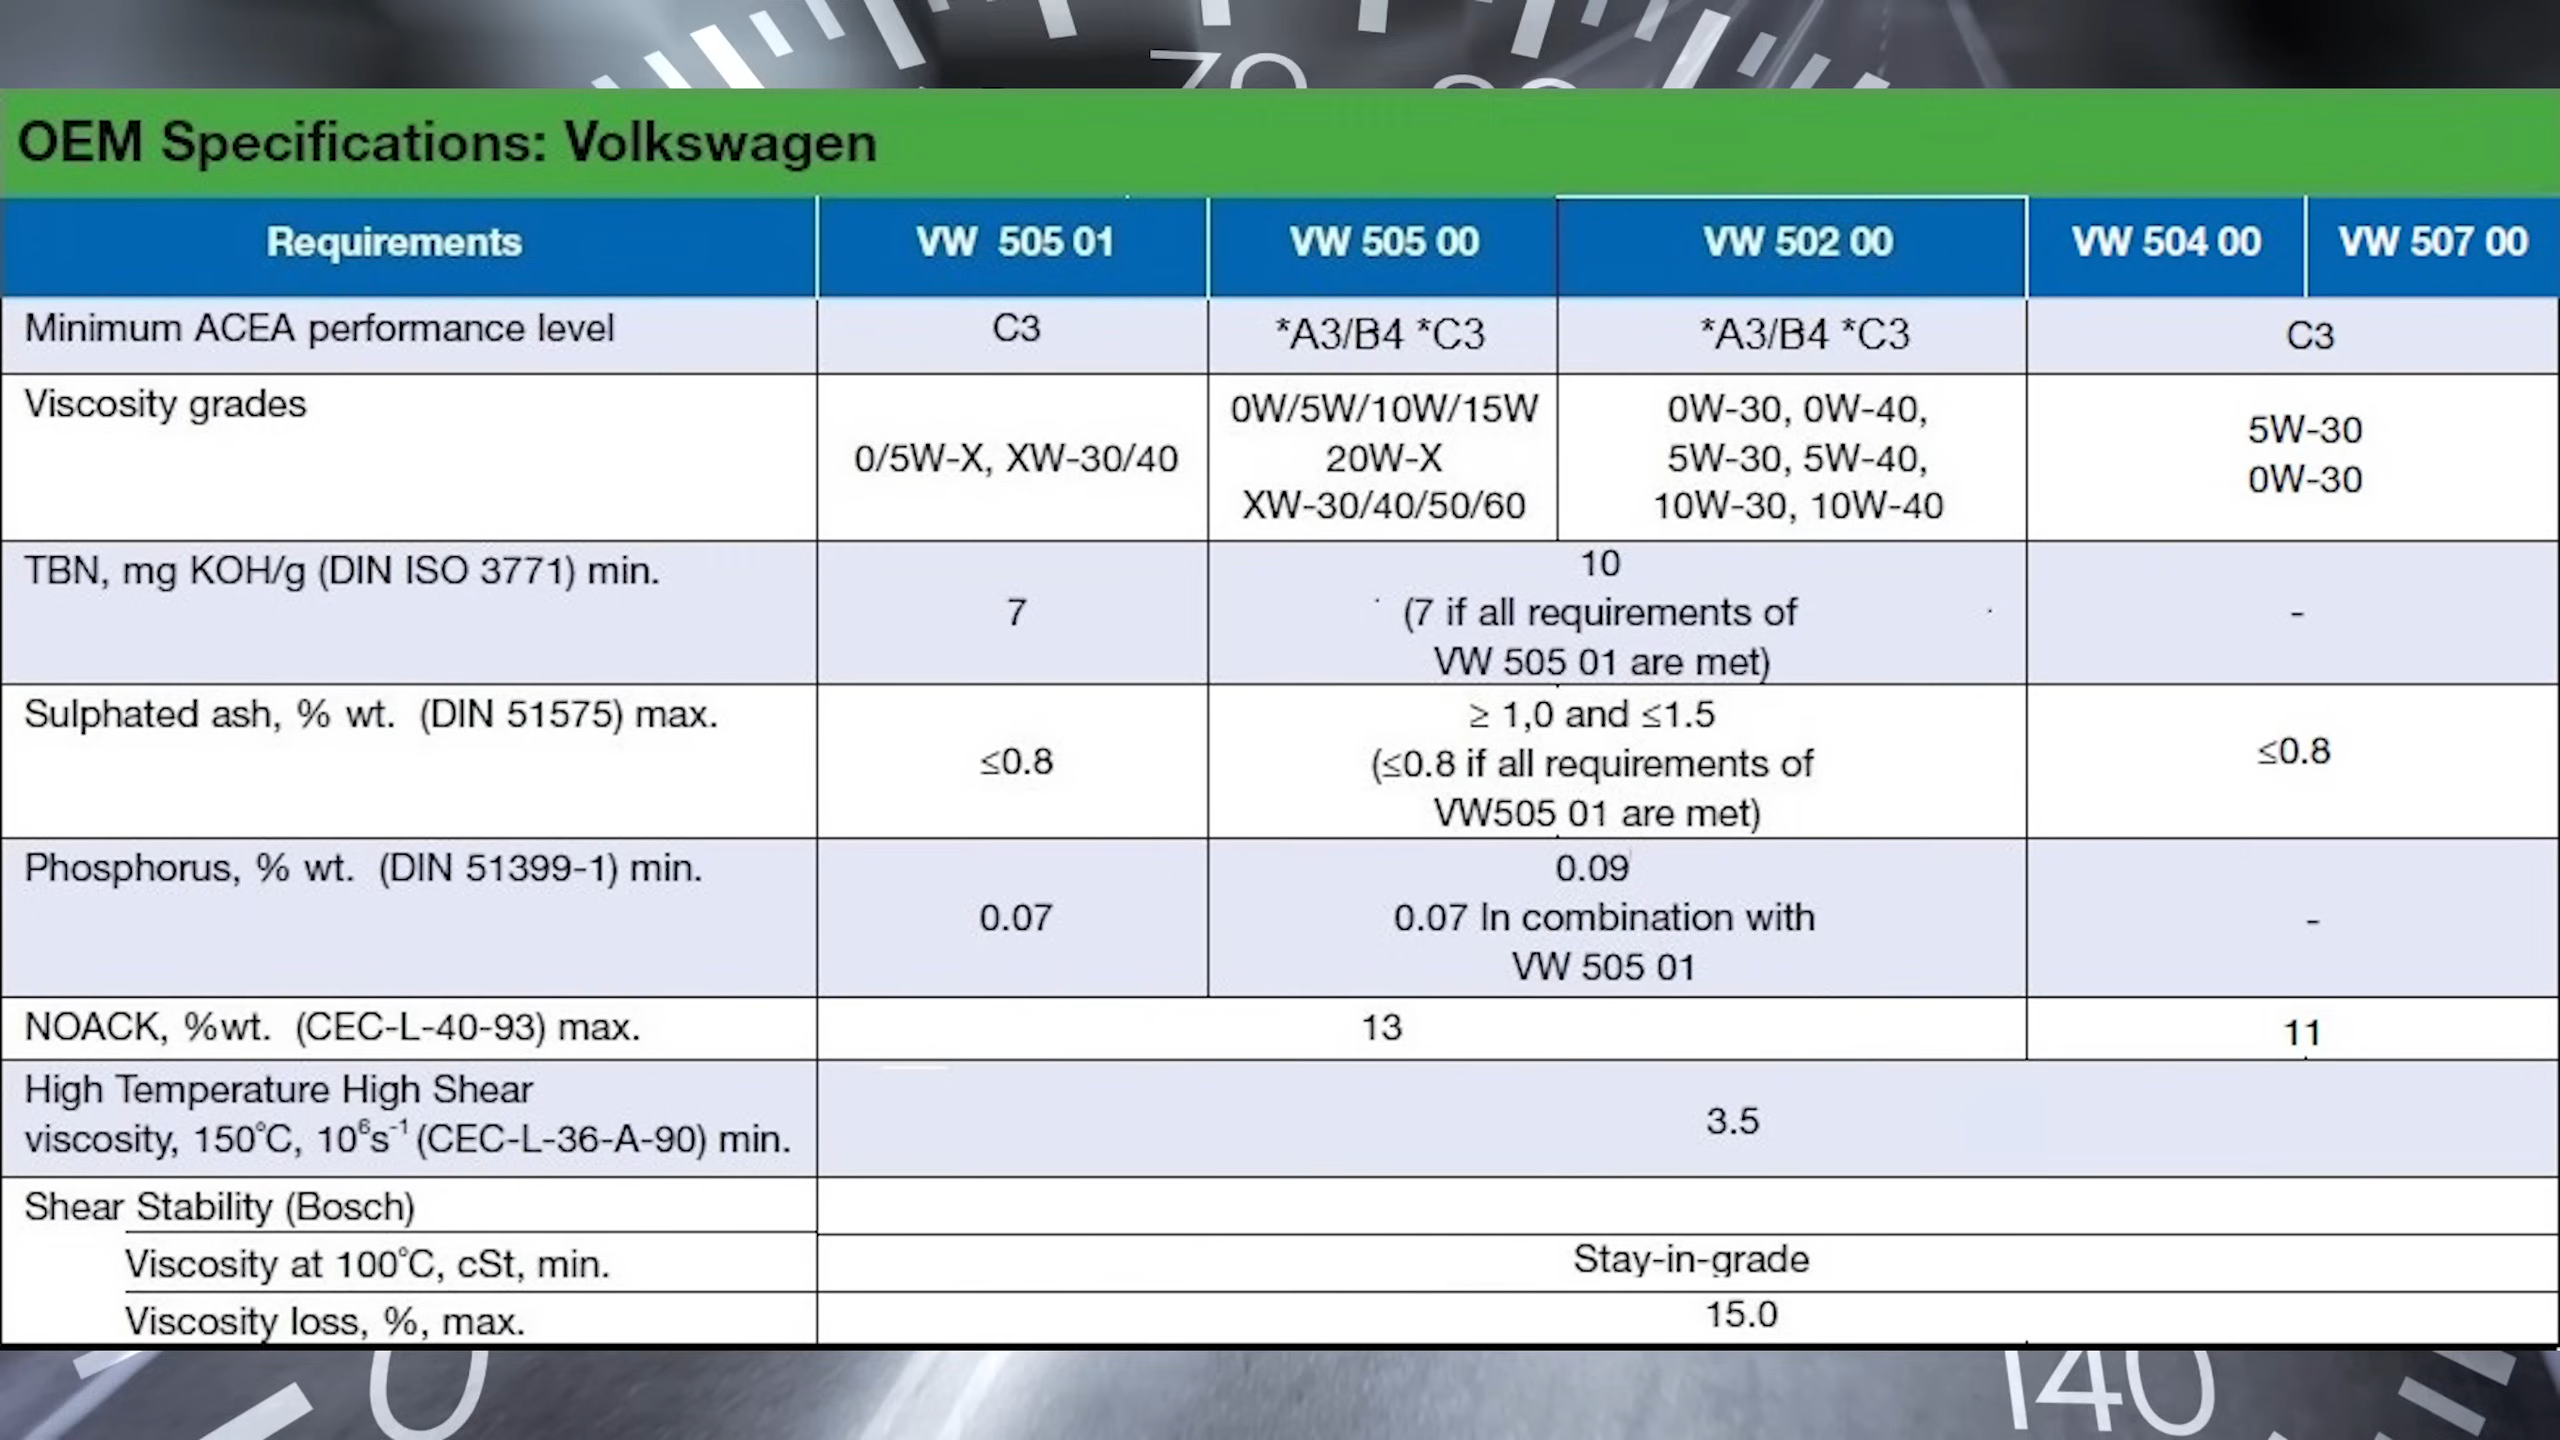 70 80
OEM Specifications: Volkswagen
Requirements VW 505 01 VW 505 00 VW 502 00 VW 504 00 VW 507 00
Minimum ACEA performance level C3 *A3/B4 *C3 *A3/B4 *C3 C3
Viscosity grades 0/5W-X, XW-30/40
0W/5W/10W/15W
20W-X
XW-30/40/50/60
0W-30, 0W-40,
5W-30, 5W-40,
10W-30, 10W-40
5W-30
0W-30
TBN, mg KOH/g (DIN ISO 3771) min. 7
10
(7 if all requirements of
VW 505 01 are met)
-
Sulphated ash, % wt. (DIN 51575) max. ≤0.8
≥ 1,0 and ≤1.5
(≤0.8 if all requirements of
VW505 01 are met)
≤0.8
Phosphorus, % wt. (DIN 51399-1) min. 0.07
0.09
0.07 In combination with
VW 505 01
-
NOACK, %wt. (CEC-L-40-93) max. 13 11
High Temperature High Shear
viscosity, 150°C, 10⁶s⁻¹ (CEC-L-36-A-90) min. 3.5
Shear Stability (Bosch)
Viscosity at 100°C, cSt, min. Stay-in-grade
Viscosity loss, %, max. 15.0
0 140